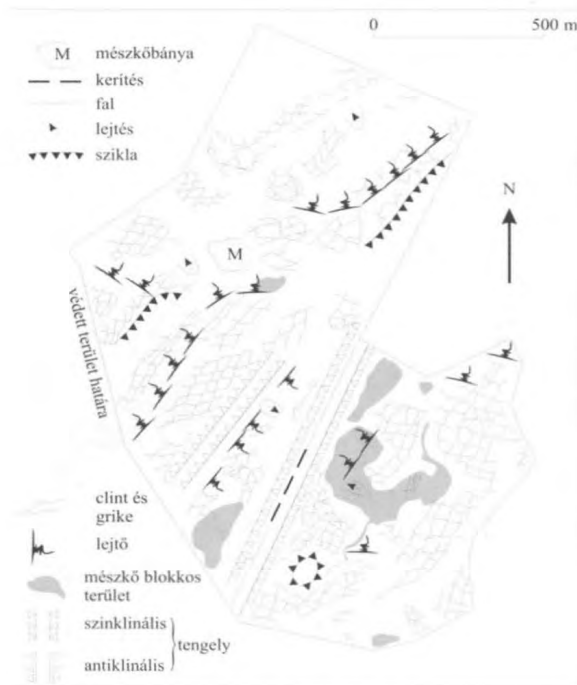 0 500 m
M mészkőbánya
kerítés
fal
lejtés
szikla
N
M
védett terület határa
clint és
grike
lejtő
mészkő blokkos
terület
szinklinális
tengely
antiklinális